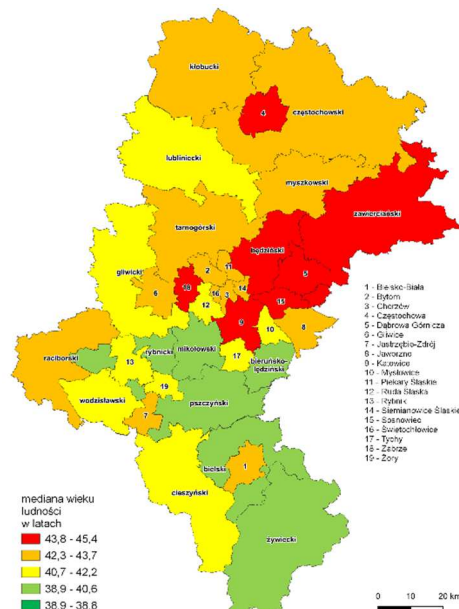 kłobucki
4
częstochowski
lubliniecki
myszkowski
zawierciański
tarnogórski
będziński
gliwicki
2
11
5
6
18
16
3
14
12
15
9
10
8
raciborski
rybnicki
mikołowski
17
bieruńsko-
lędziński
13
19
wodzisławski
pszczyński
7
bielski
1
cieszyński
żywiecki
1 - Bielsko-Biała
2 - Bytom
3 - Chorzów
4 - Częstochowa
5 - Dąbrowa Górnicza
6 - Gliwice
7 - Jastrzębie-Zdrój
8 - Jaworzno
9 - Katowice
10 - Mysłowice
11 - Piekary Śląskie
12 - Ruda Śląska
13 - Rybnik
14 - Siemianowice Śląskie
15 - Sosnowiec
16 - Świętochłowice
17 - Tychy
18 - Zabrze
19 - Żory
mediana wieku
ludności
w latach
43,8 - 45,4
42,3 - 43,7
40,7 - 42,2
38,9 - 40,6
38,9 - 38,8
0 10 20 km